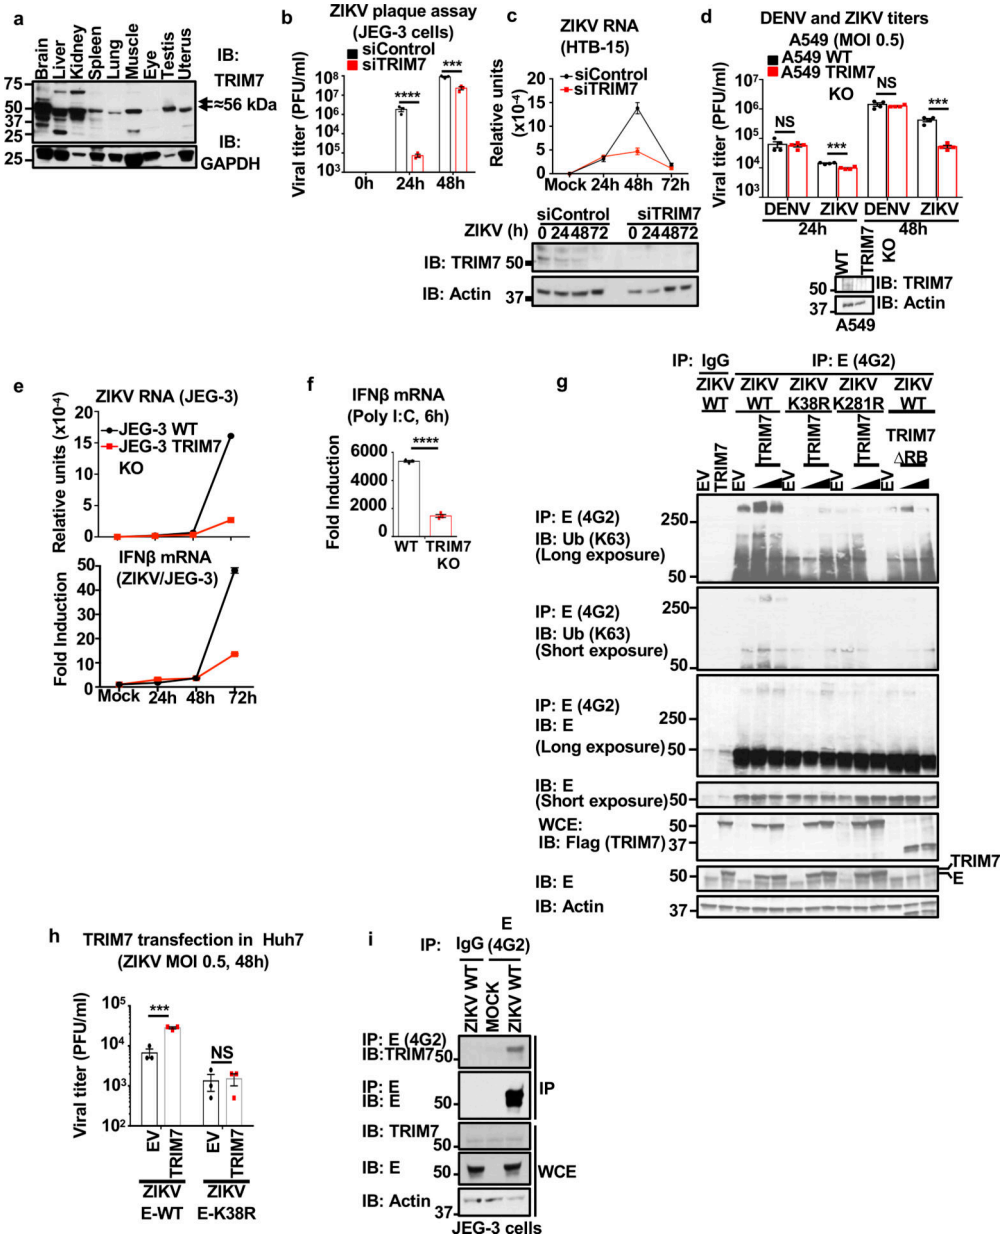 a
Brain
Liver
Kidney
Spleen
Lung
Muscle
Eye
Testis
Uterus
IB:
TRIM7
75
50
37
25
≈56 kDa
IB:
GAPDH
25
b
ZIKV plaque assay
(JEG-3 cells)
siControl
siTRIM7
Viral titer (PFU/ml)
10⁸
10⁷
10⁶
10⁵
10⁴
10³
****
***
0h
24h
48h
c
ZIKV RNA
(HTB-15)
siControl
siTRIM7
Relative units
(x10⁻⁴)
20
15
10
5
0
Mock 24h 48h 72h
siControl siTRIM7
ZIKV (h) 0 24 48 72 0 24 48 72
IB: TRIM7 50
IB: Actin 37
d
DENV and ZIKV titers
A549 (MOI 0.5)
A549 WT
A549 TRIM7
KO
Viral titer (PFU/ml)
10⁷
10⁶
10⁵
10⁴
10³
NS
***
NS
***
DENV ZIKV DENV ZIKV
24h 48h
WT
TRIM7
KO
50 IB: TRIM7
37 IB: Actin
A549
e
ZIKV RNA (JEG-3)
JEG-3 WT
JEG-3 TRIM7
KO
Relative units (x10⁻⁴)
20
15
10
5
0
IFNβ mRNA
(ZIKV/JEG-3)
Fold Induction
50
40
30
20
10
0
Mock 24h 48h 72h
f
IFNβ mRNA
(Poly I:C, 6h)
****
Fold Induction
6000
4000
2000
0
WT TRIM7
KO
g
IP: IgG IP: E (4G2)
ZIKV ZIKV ZIKV ZIKV ZIKV
WT WT K38R K281R WT
TRIM7
ΔRB
EV
TRIM7
EV
TRIM7
EV
TRIM7
EV
TRIM7
EV
IP: E (4G2)
IB: Ub (K63)
(Long exposure)
250
50
IP: E (4G2)
IB: Ub (K63)
(Short exposure)
250
50
IP: E (4G2)
IB: E
(Long exposure)
250
50
IB: E
(Short exposure) 50
WCE:
IB: Flag (TRIM7)
50
37
IB: E
50
TRIM7
E
IB: Actin 37
h
TRIM7 transfection in Huh7
(ZIKV MOI 0.5, 48h)
Viral titer (PFU/ml)
10⁵
10⁴
10³
10²
***
NS
EV
TRIM7
EV
TRIM7
ZIKV ZIKV
E-WT E-K38R
i
E
IP: IgG (4G2)
ZIKV WT
MOCK
ZIKV WT
IP: E (4G2)
IB:TRIM7 50
IP: E
IB: E 50
IP
IB: TRIM7
50
IB: E 50
WCE
IB: Actin
37
JEG-3 cells